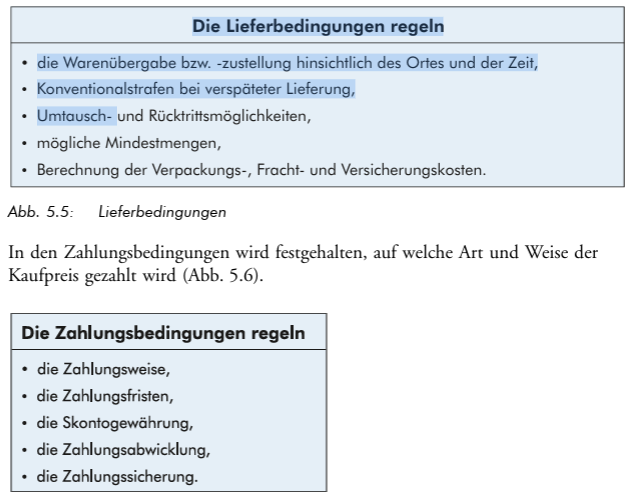 Die Lieferbedingungen regeln
• die Warenübergabe bzw. -zustellung hinsichtlich des Ortes und der Zeit,
• Konventionalstrafen bei verspäteter Lieferung,
• Umtausch- und Rücktrittsmöglichkeiten,
• mögliche Mindestmengen,
• Berechnung der Verpackungs-, Fracht- und Versicherungskosten.
Abb. 5.5: Lieferbedingungen
In den Zahlungsbedingungen wird festgehalten, auf welche Art und Weise der
Kaufpreis gezahlt wird (Abb. 5.6).
Die Zahlungsbedingungen regeln
• die Zahlungsweise,
• die Zahlungsfristen,
• die Skontogewährung,
• die Zahlungsabwicklung,
• die Zahlungssicherung.